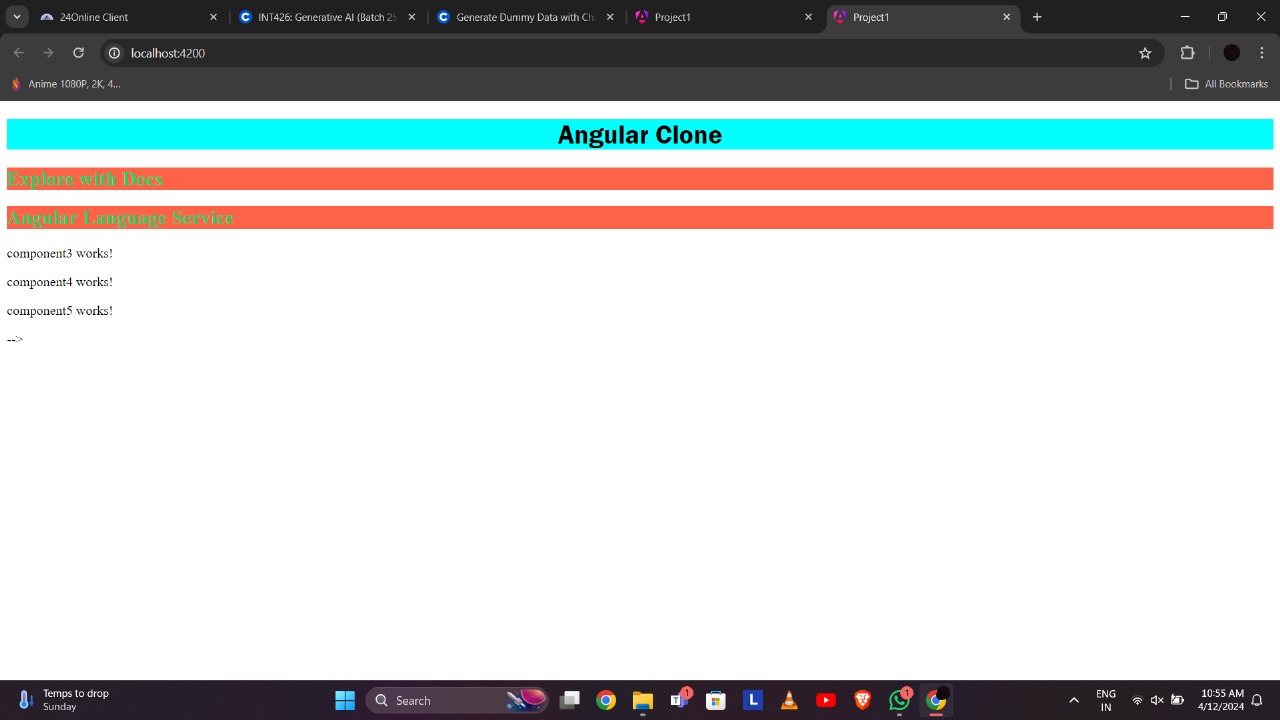 24Online Client
INT426: Generative AI (Batch 25
Generate Dummy Data with Ch
Project1
Project1
localhost:4200
Anime 1080P, 2K, 4...
All Bookmarks
Angular Clone
Explore with Docs
Angular Language Service
component3 works!
component4 works!
component5 works!
-->
Temps to drop
Sunday
Search
1
L
1
ENG
IN
10:55 AM
4/12/2024